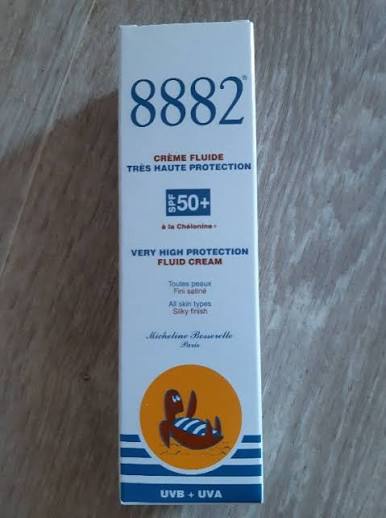 8882®
CRÈME FLUIDE
TRÈS HAUTE PROTECTION
SPF 50+
à la Chélonine
VERY HIGH PROTECTION
FLUID CREAM
Toutes peaux
Fini satiné
All skin types
Silky finish
Micheline
Paris
UVB + UVA